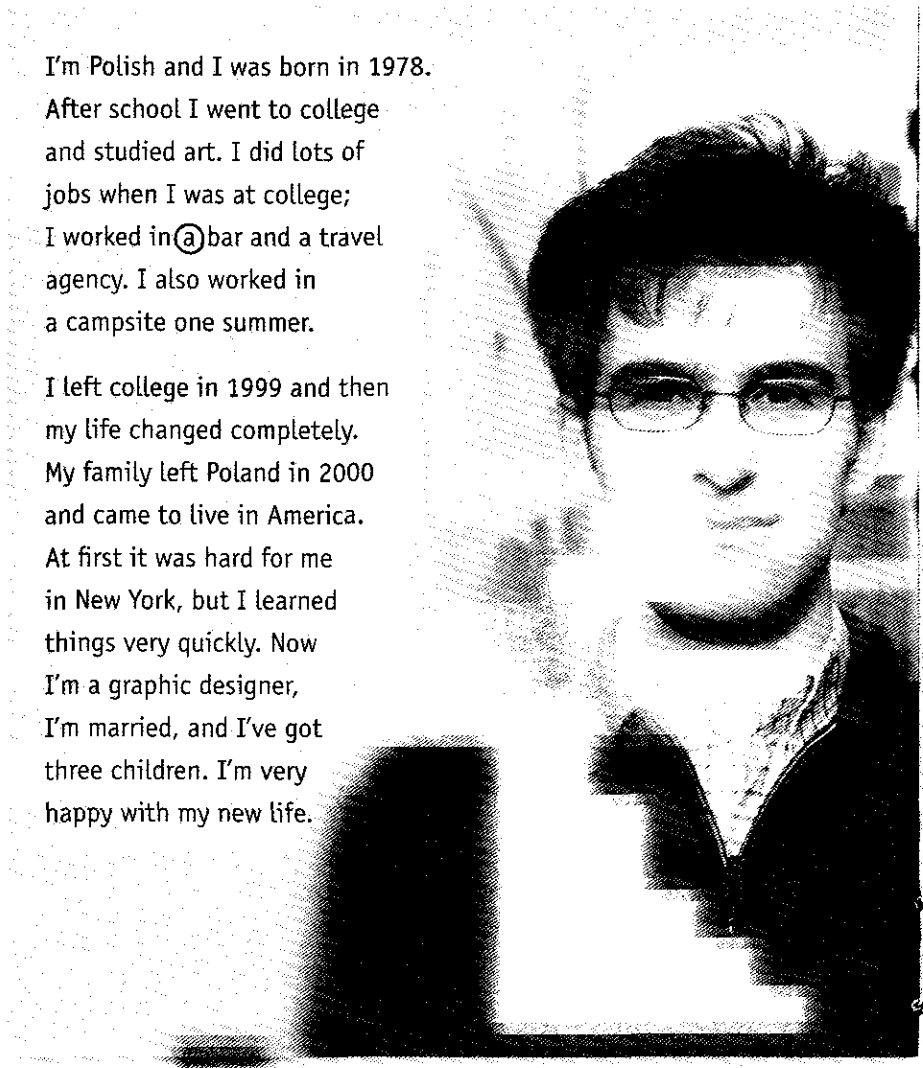 I'm Polish and I was born in 1978.
After school I went to college
and studied art. I did lots of
jobs when I was at college;
I worked in a bar and a travel
agency. I also worked in
a campsite one summer.
I left college in 1999 and then
my life changed completely.
My family left Poland in 2000
and came to live in America.
At first it was hard for me
in New York, but I learned
things very quickly. Now
I'm a graphic designer,
I'm married, and I've got
three children. I'm very
happy with my new life.